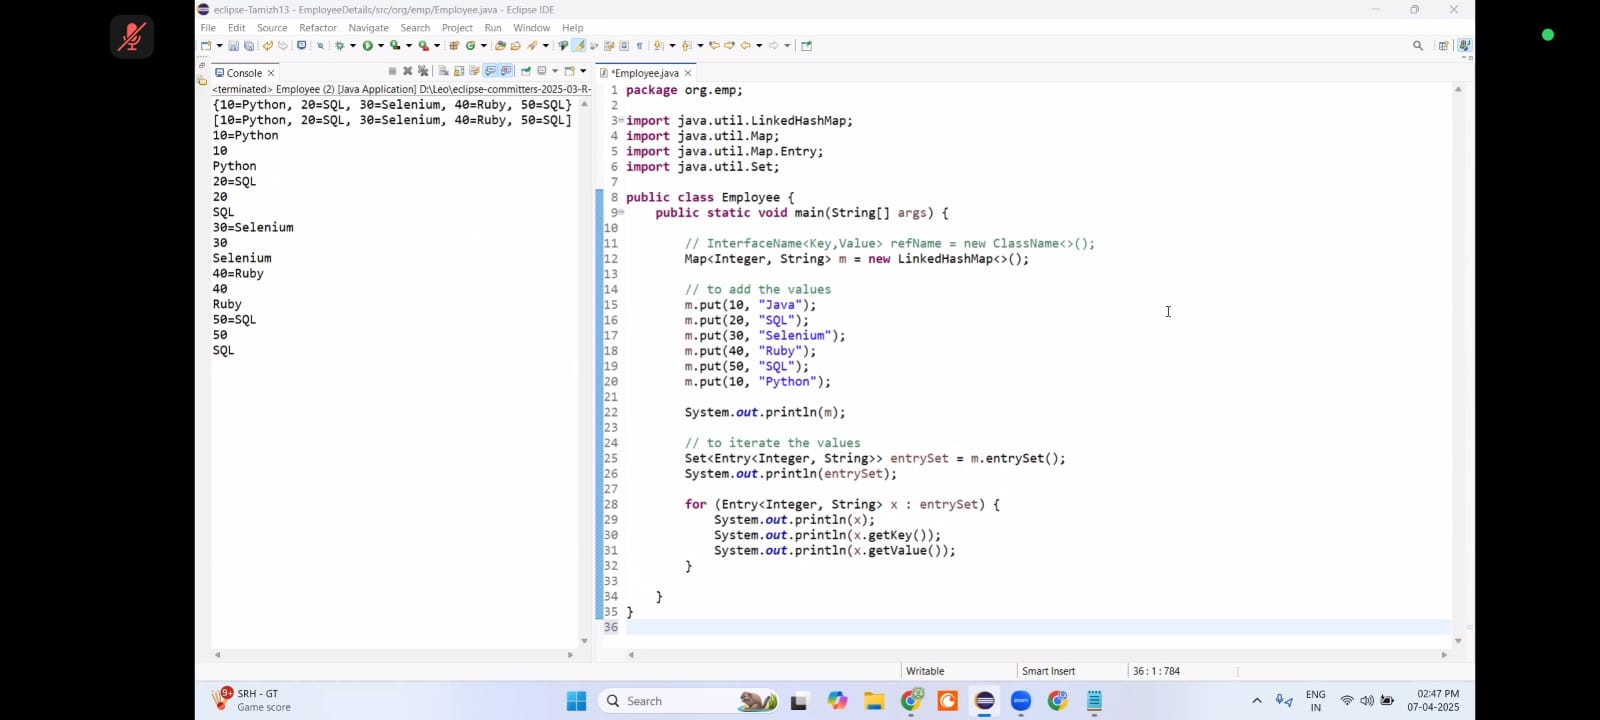 eclipse-Tamizh13 - EmployeeDetails/src/org/emp/Employee.java - Eclipse IDE
File Edit Source Refactor Navigate Search Project Run Window Help
Console
<terminated> Employee (2) [Java Application] D:\Leo\eclipse-committers-2025-03-R-
{10=Python, 20=SQL, 30=Selenium, 40=Ruby, 50=SQL}
[10=Python, 20=SQL, 30=Selenium, 40=Ruby, 50=SQL]
10=Python
10
Python
20=SQL
20
SQL
30=Selenium
30
Selenium
40=Ruby
40
Ruby
50=SQL
50
SQL
*Employee.java
1 package org.emp;
2
3 import java.util.LinkedHashMap;
4 import java.util.Map;
5 import java.util.Map.Entry;
6 import java.util.Set;
7
8 public class Employee {
9     public static void main(String[] args) {
10
11         // InterfaceName<Key,Value> refName = new ClassName<>();
12         Map<Integer, String> m = new LinkedHashMap<>();
13
14         // to add the values
15         m.put(10, "Java");
16         m.put(20, "SQL");
17         m.put(30, "Selenium");
18         m.put(40, "Ruby");
19         m.put(50, "SQL");
20         m.put(10, "Python");
21
22         System.out.println(m);
23
24         // to iterate the values
25         Set<Entry<Integer, String>> entrySet = m.entrySet();
26         System.out.println(entrySet);
27
28         for (Entry<Integer, String> x : entrySet) {
29             System.out.println(x);
30             System.out.println(x.getKey());
31             System.out.println(x.getValue());
32         }
33
34     }
35 }
36
Writable Smart Insert 36 : 1 : 784
9+
SRH - GT
Game score
Search
ENG
IN
02:47 PM
07-04-2025